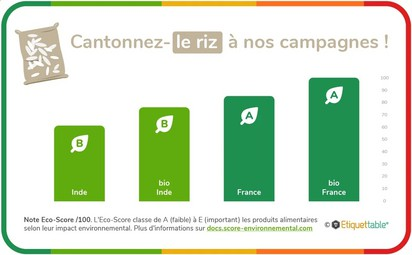 Cantonnez-le riz à nos campagnes !
B
B
A
A
Inde
bio
Inde
France
bio
France
100
90
80
70
60
50
40
30
20
10
0
Note Eco-Score /100. L'Eco-Score classe de A (faible) à E (important) les produits alimentaires
selon leur impact environnemental. Plus d'informations sur docs.score-environnemental.com
© Etiquettable®